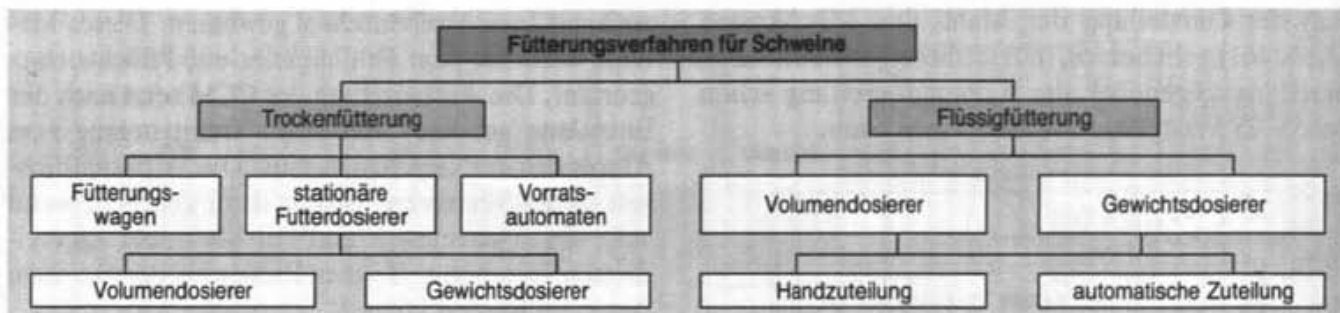 Fütterungsverfahren für Schweine
Trockenfütterung
Flüssigfütterung
Fütterungs-
wagen
stationäre
Futterdosierer
Vorrats-
automaten
Volumendosierer
Gewichtsdosierer
Volumendosierer
Gewichtsdosierer
Handzuteilung
automatische Zuteilung